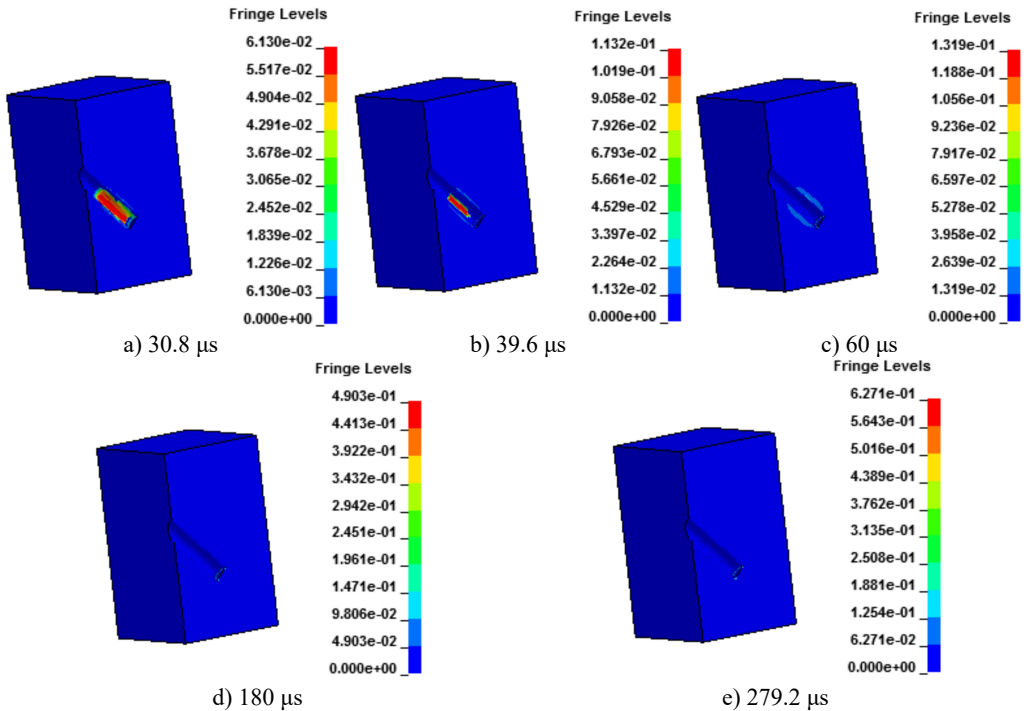 Fringe Levels
6.130e-02
5.517e-02
4.904e-02
4.291e-02
3.678e-02
3.065e-02
2.452e-02
1.839e-02
1.226e-02
6.130e-03
0.000e+00
a) 30.8 μs
Fringe Levels
1.132e-01
1.019e-01
9.058e-02
7.926e-02
6.793e-02
5.661e-02
4.529e-02
3.397e-02
2.264e-02
1.132e-02
0.000e+00
b) 39.6 μs
Fringe Levels
1.319e-01
1.188e-01
1.056e-01
9.236e-02
7.917e-02
6.597e-02
5.278e-02
3.958e-02
2.639e-02
1.319e-02
0.000e+00
c) 60 μs
Fringe Levels
4.903e-01
4.413e-01
3.922e-01
3.432e-01
2.942e-01
2.451e-01
1.961e-01
1.471e-01
9.806e-02
4.903e-02
0.000e+00
d) 180 μs
Fringe Levels
6.271e-01
5.643e-01
5.016e-01
4.389e-01
3.762e-01
3.135e-01
2.508e-01
1.881e-01
1.254e-01
6.271e-02
0.000e+00
e) 279.2 μs